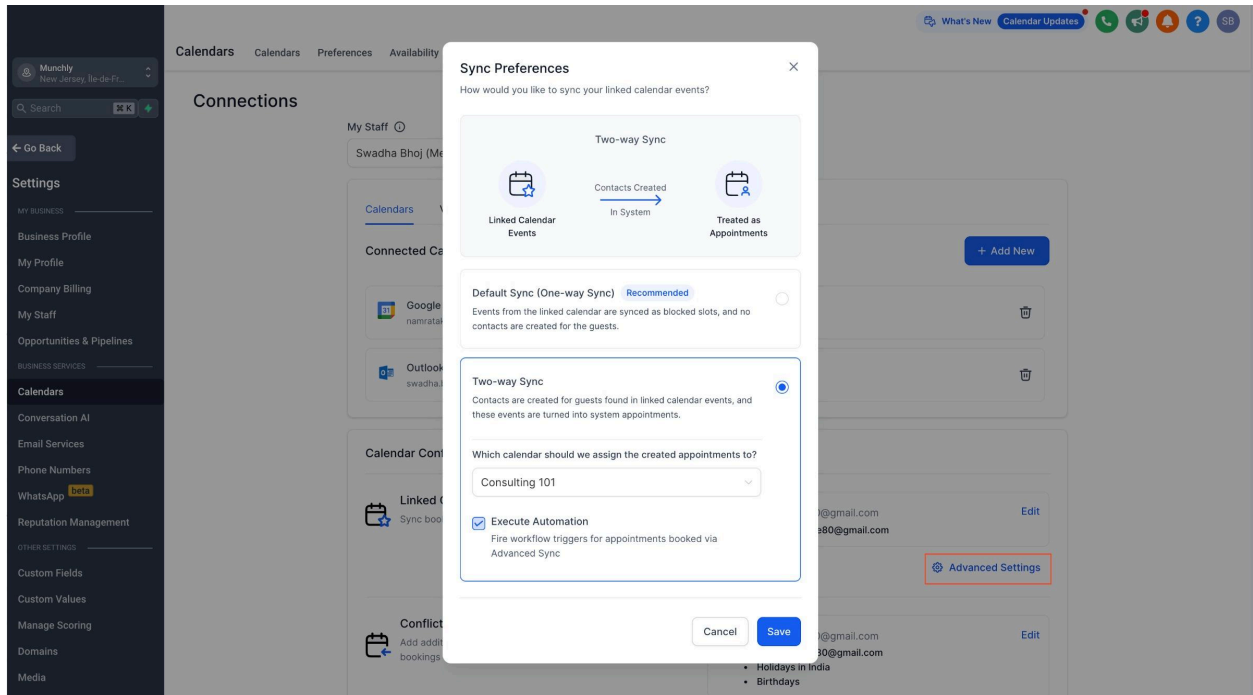 What's New Calendar Updates
SB
Munchly
New Jersey, Île-de-Fr...
Search ⌘ K
← Go Back
Settings
MY BUSINESS
Business Profile
My Profile
Company Billing
My Staff
Opportunities & Pipelines
BUSINESS SERVICES
Calendars
Conversation AI
Email Services
Phone Numbers
WhatsApp beta
Reputation Management
OTHER SETTINGS
Custom Fields
Custom Values
Manage Scoring
Domains
Media
Calendars Calendars Preferences Availability
Connections
My Staff
Swadha Bhoj (Me
Calendars
Connected Ca
+ Add New
31
Google
namratak
Outlook
swadha.
Calendar Conf
Linked
Sync boo
@gmail.com
e80@gmail.com
Edit
Advanced Settings
Conflict
Add addit
bookings
@gmail.com
80@gmail.com
Edit
• Holidays in India
• Birthdays
Sync Preferences
How would you like to sync your linked calendar events?
Two-way Sync
Linked Calendar
Events
Contacts Created
In System
Treated as
Appointments
Default Sync (One-way Sync) Recommended
Events from the linked calendar are synced as blocked slots, and no
contacts are created for the guests.
Two-way Sync
Contacts are created for guests found in linked calendar events, and
these events are turned into system appointments.
Which calendar should we assign the created appointments to?
Consulting 101
Execute Automation
Fire workflow triggers for appointments booked via
Advanced Sync
Cancel
Save